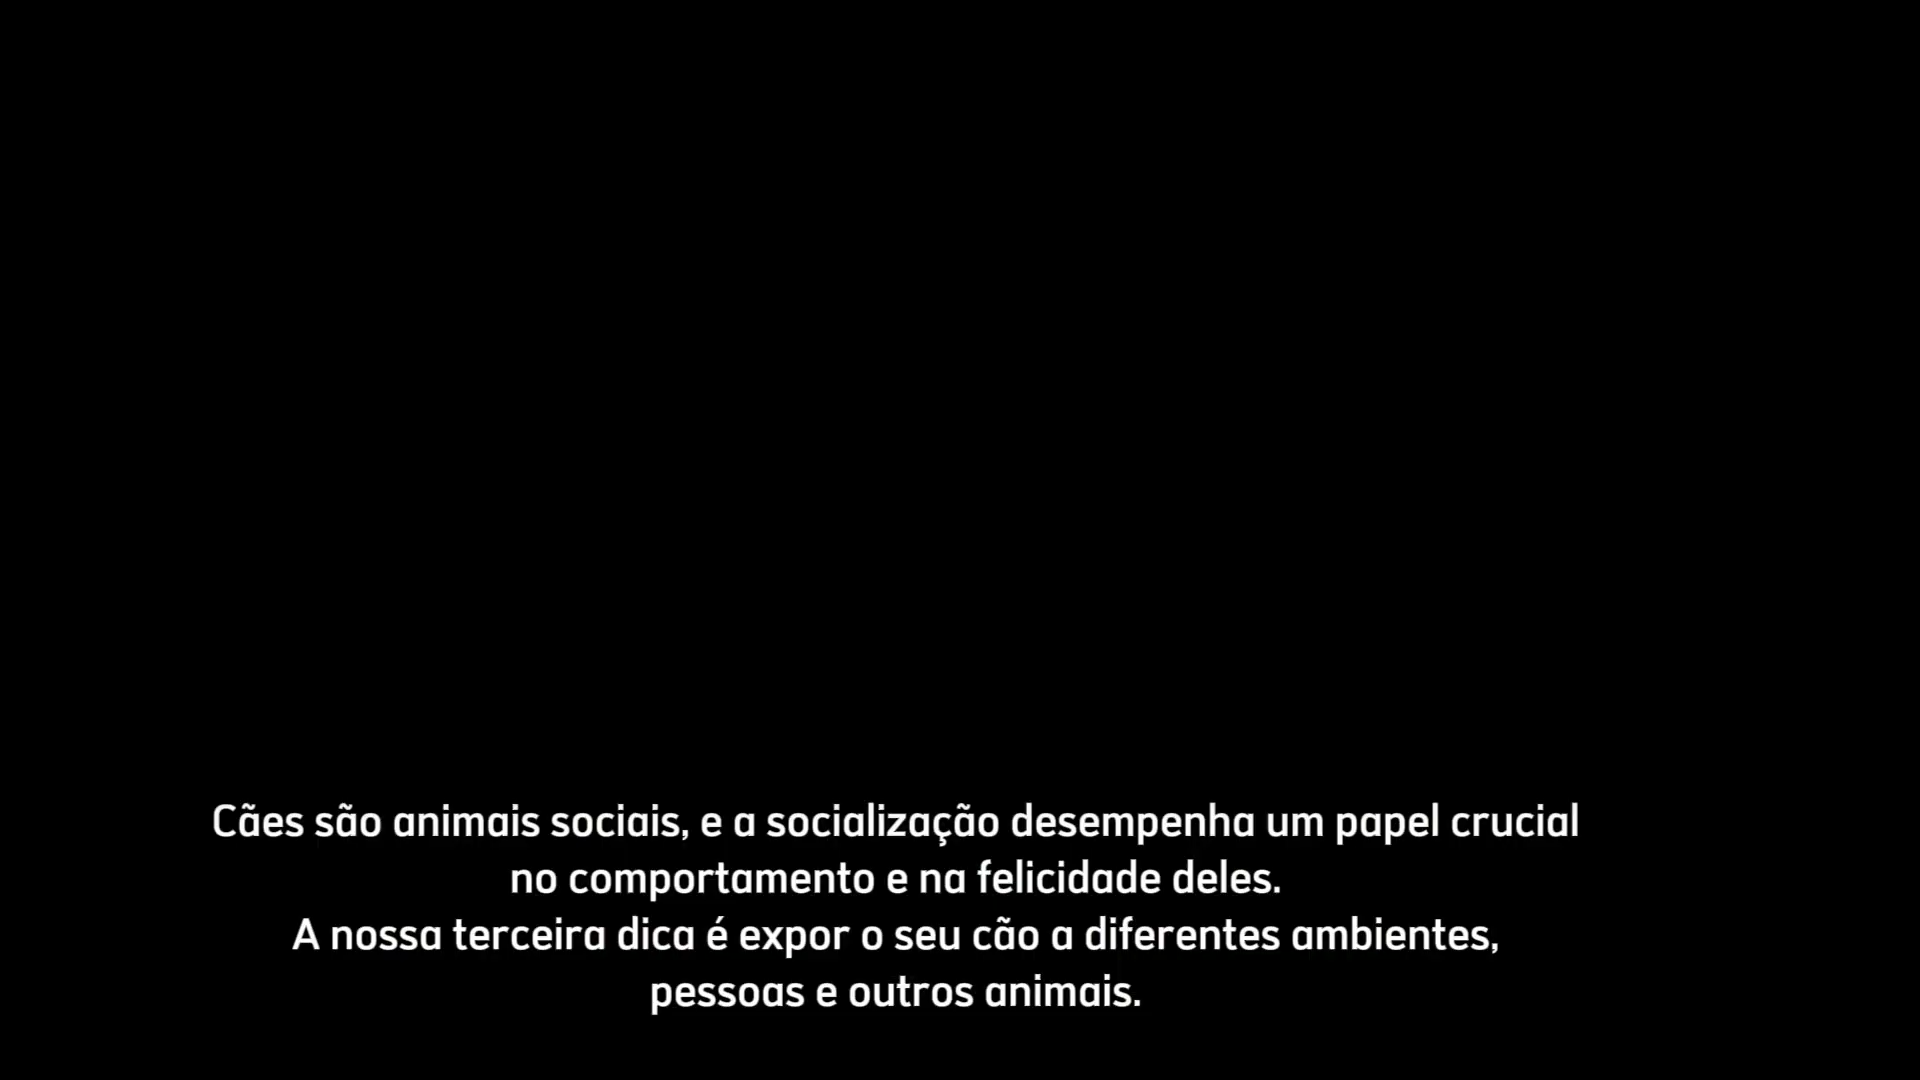 Cães são animais sociais, e a socialização desempenha um papel crucial
no comportamento e na felicidade deles.
A nossa terceira dica é expor o seu cão a diferentes ambientes,
pessoas e outros animais.